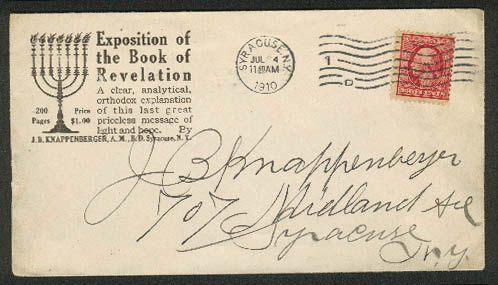 Exposition of
the Book of
Revelation
A clear, analytical,
orthodox explanation
of this last great
priceless message of
light and hope. By
J. B. KNAPPENBERGER, A. M., B. D. Syracuse, N. Y.
200 Pages
Price $1.00
SYRACUSE, N.Y.
JUL 4
11 AM
1910
1
D
J. B. Knappenberger
707 Midland Ave
Syracuse
N.Y.